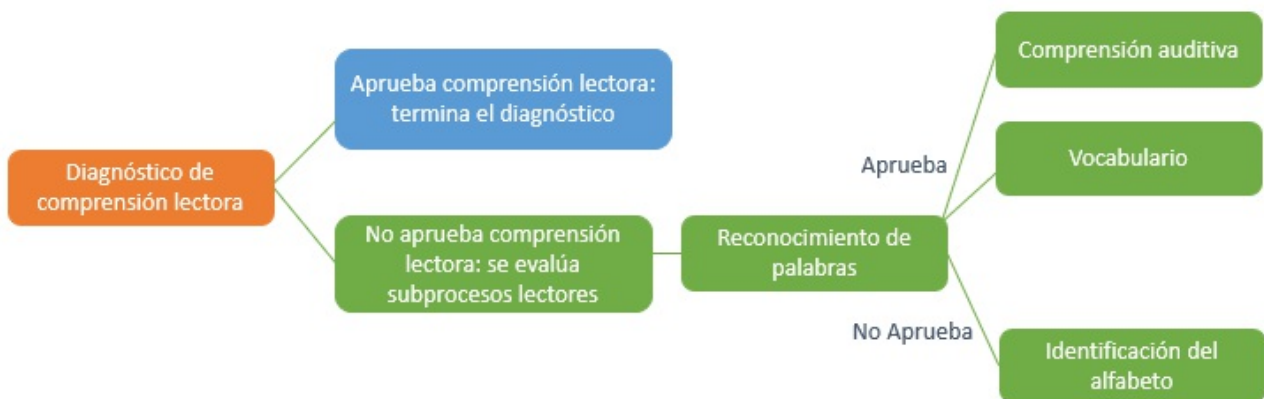 Diagnóstico de
comprensión lectora
Aprueba comprensión lectora:
termina el diagnóstico
No aprueba comprensión
lectora: se evalúa
subprocesos lectores
Reconocimiento de
palabras
Aprueba
No Aprueba
Comprensión auditiva
Vocabulario
Identificación del
alfabeto